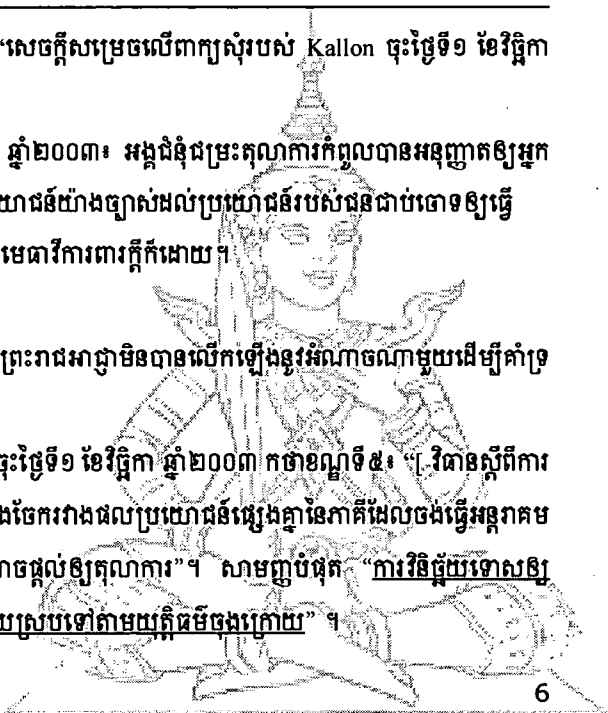 “សេចក្តីសម្រេចលើពាក្យសុំរបស់ Kallon ចុះថ្ងៃទី១ ខែវិច្ឆិកា
ឆ្នាំ២០០៣៖ អង្គជំនុំជម្រះតុលាការកំពូលបានអនុញ្ញាតឲ្យអ្នក
យោជន៍យ៉ាងច្បាស់ដល់ប្រយោជន៍របស់ជនជាប់ចោទឲ្យធ្វើ
មេធាវីការពារក្តីក៏ដោយ។
ព្រះរាជអាជ្ញាមិនបានលើកឡើងនូវអំណាចណាមួយដើម្បីគាំទ្រ
ចុះថ្ងៃទី១ ខែវិច្ឆិកា ឆ្នាំ២០០៣ កថាខណ្ឌទី៥៖ “[ វិធានស្តីពីការ
ងចែករវាងផលប្រយោជន៍ផ្សេងគ្នានៃភាគីដែលចង់ធ្វើអន្តរាគម
ាចផ្តល់ឲ្យតុលាការ”។ សាមញ្ញបំផុត “ការវិនិច្ឆ័យទោសឲ្យ
យស្របទៅតាមយុត្តិធម៌ចុងក្រោយ” ។
6